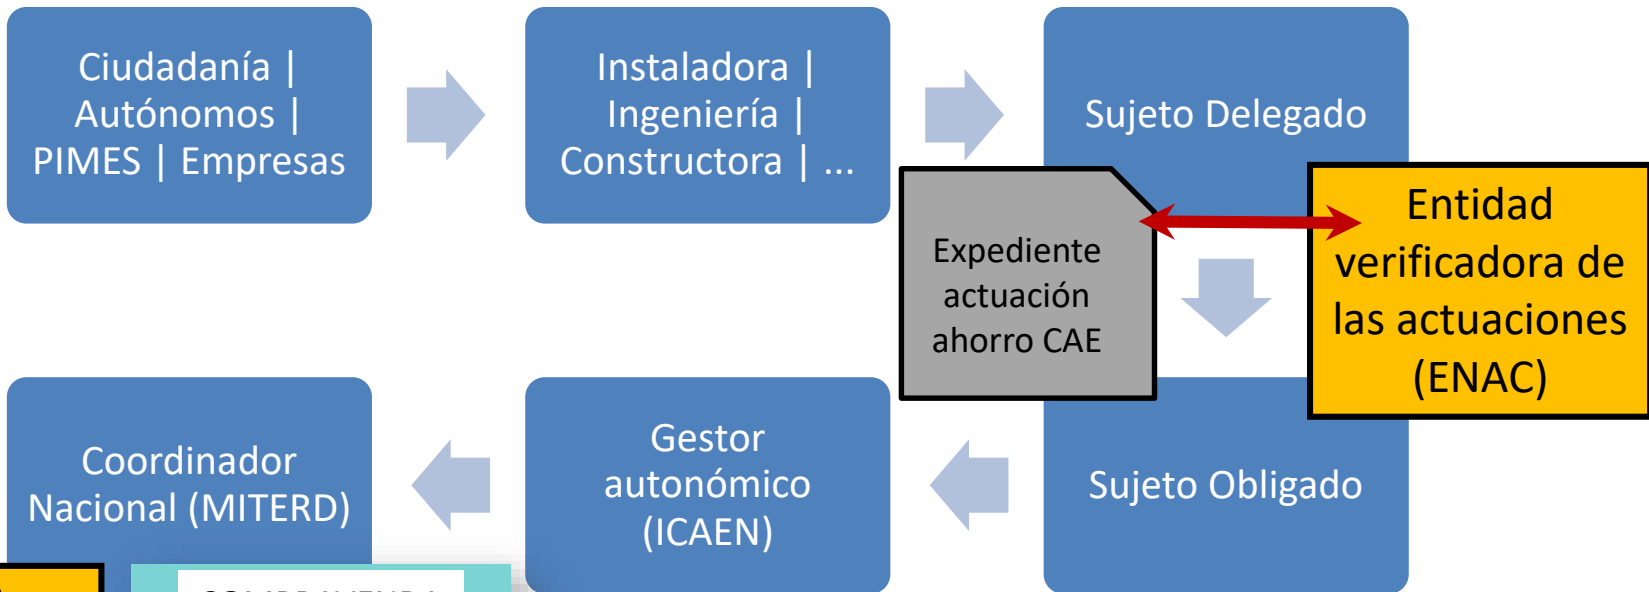 Ciudadanía |
Autónomos |
PIMES | Empresas
Instaladora |
Ingeniería |
Constructora | ...
Sujeto Delegado
Expediente
actuación
ahorro CAE
Entidad
verificadora de
las actuaciones
(ENAC)
Coordinador
Nacional (MITERD)
Gestor
autonómico
(ICAEN)
Sujeto Obligado